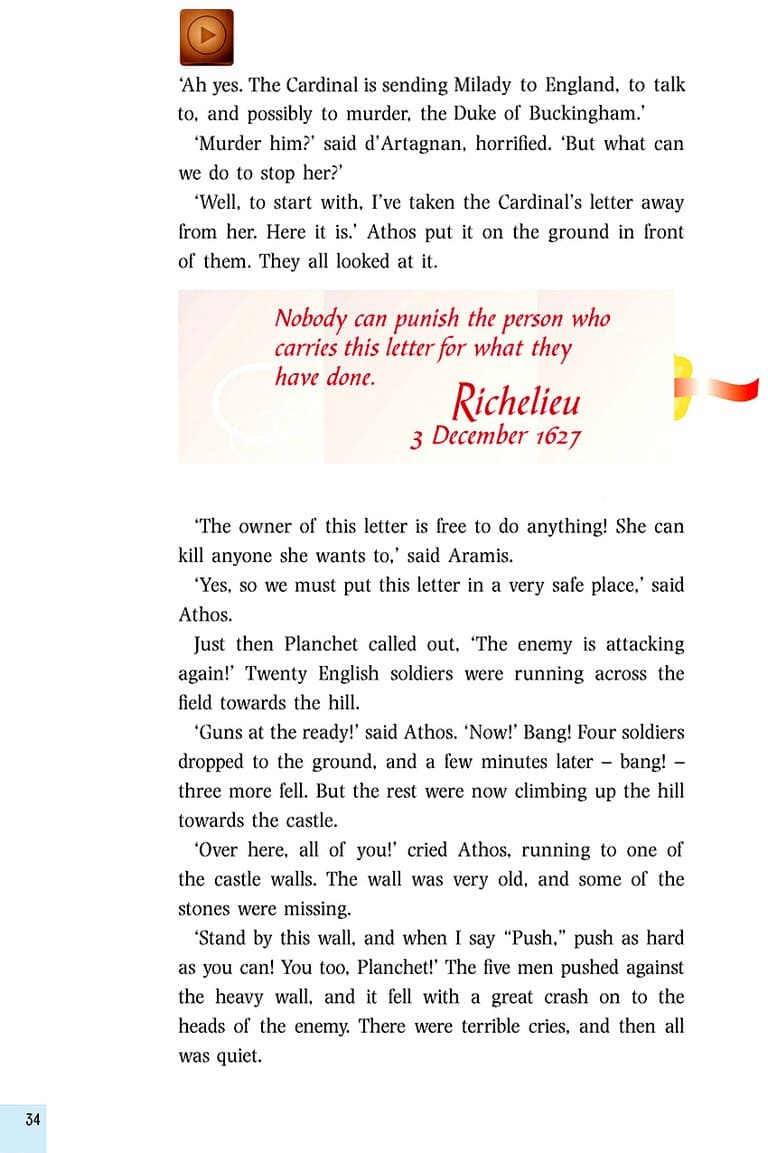 ‘Ah yes. The Cardinal is sending Milady to England, to talk
to, and possibly to murder, the Duke of Buckingham.’
‘Murder him?’ said d’Artagnan, horrified. ‘But what can
we do to stop her?’
‘Well, to start with, I’ve taken the Cardinal’s letter away
from her. Here it is.’ Athos put it on the ground in front
of them. They all looked at it.
Nobody can punish the person who
carries this letter for what they
have done.
Richelieu
3 December 1627
‘The owner of this letter is free to do anything! She can
kill anyone she wants to,’ said Aramis.
‘Yes, so we must put this letter in a very safe place,’ said
Athos.
Just then Planchet called out, ‘The enemy is attacking
again!’ Twenty English soldiers were running across the
field towards the hill.
‘Guns at the ready!’ said Athos. ‘Now!’ Bang! Four soldiers
dropped to the ground, and a few minutes later – bang! –
three more fell. But the rest were now climbing up the hill
towards the castle.
‘Over here, all of you!’ cried Athos, running to one of
the castle walls. The wall was very old, and some of the
stones were missing.
‘Stand by this wall, and when I say “Push,” push as hard
as you can! You too, Planchet!’ The five men pushed against
the heavy wall, and it fell with a great crash on to the
heads of the enemy. There were terrible cries, and then all
was quiet.
34